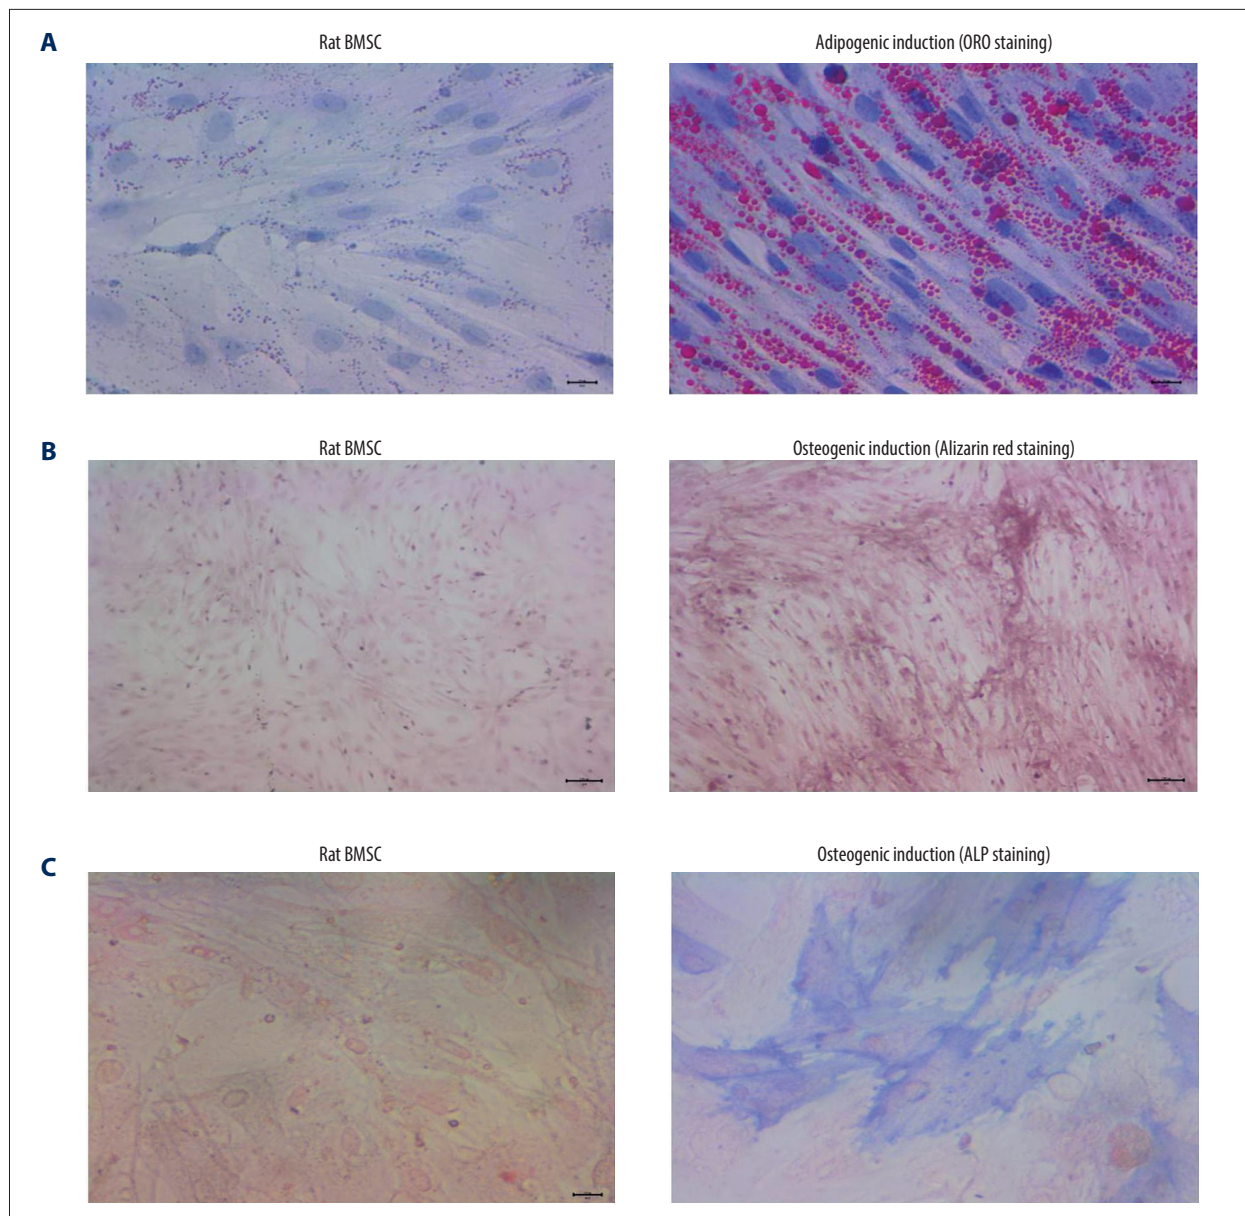 A
Rat BMSC
Adipogenic induction (ORO staining)
B
Rat BMSC
Osteogenic induction (Alizarin red staining)
C
Rat BMSC
Osteogenic induction (ALP staining)